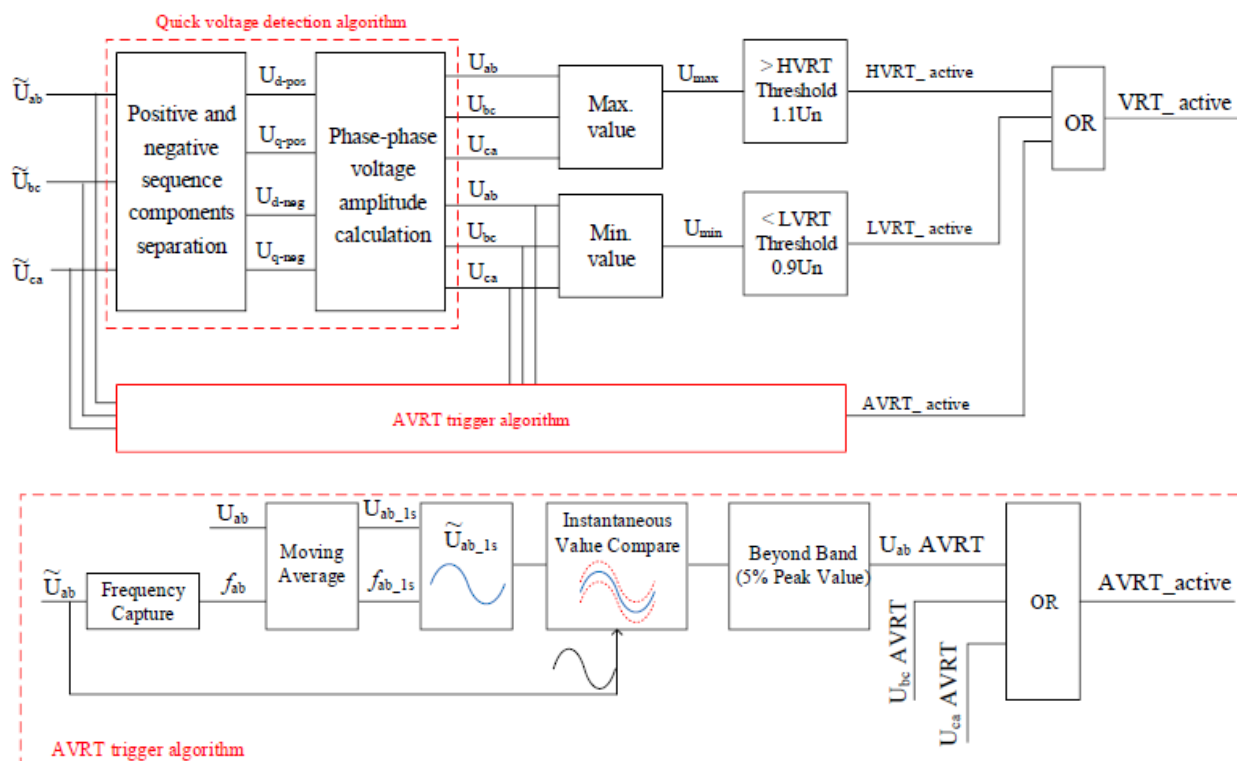 Quick voltage detection algorithm
Ũab
Ũbc
Ũca
Positive and
negative
sequence
components
separation
Ud-pos
Uq-pos
Ud-neg
Uq-neg
Phase-phase
voltage
amplitude
calculation
Uab
Ubc
Uca
Uab
Ubc
Uca
Max.
value
Min.
value
Umax
Umin
> HVRT
Threshold
1.1Un
< LVRT
Threshold
0.9Un
HVRT_ active
LVRT_ active
OR
VRT_ active
AVRT trigger algorithm
AVRT_ active
Uab
Ũab
Frequency
Capture
fab
Moving
Average
Uab_1s
fab_1s
Ũab_1s
Instantaneous
Value Compare
Beyond Band
(5% Peak Value)
Uab AVRT
Ubc AVRT
Uca AVRT
OR
AVRT_active
AVRT trigger algorithm